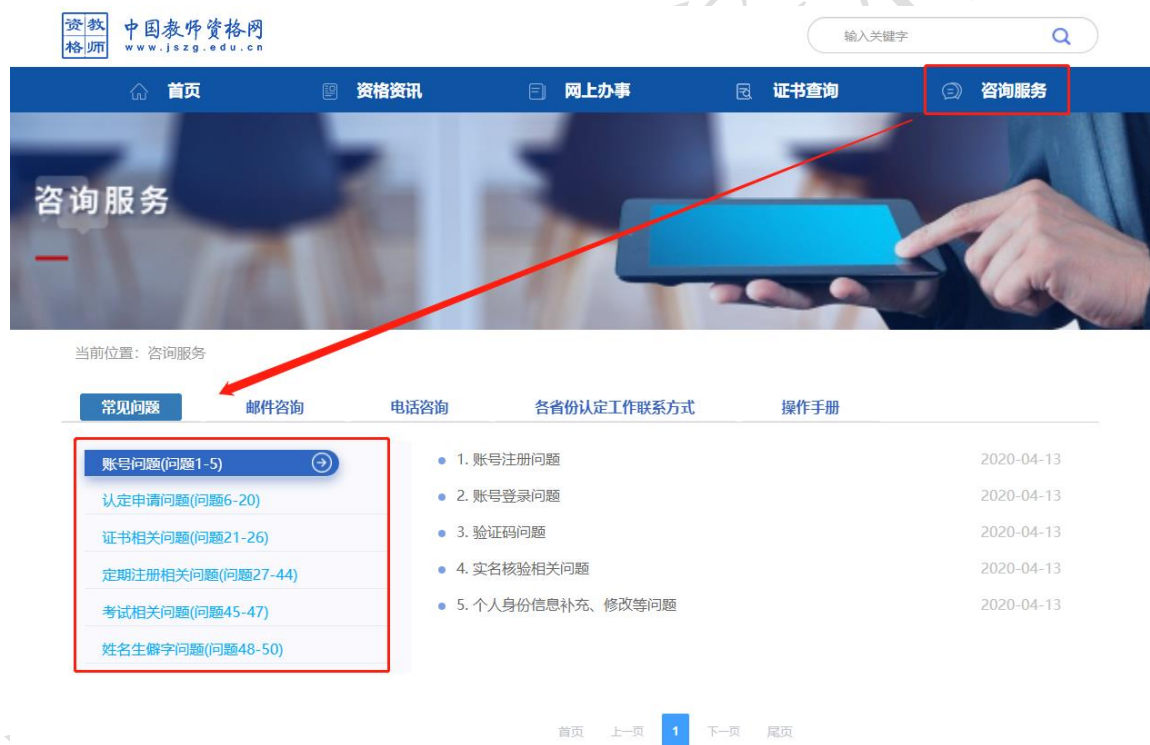 资教
格师
中国教师资格网
www.jszg.edu.cn
输入关键字
首页 资格资讯 网上办事 证书查询 咨询服务
咨询服务
当前位置：咨询服务
常见问题 邮件咨询 电话咨询 各省份认定工作联系方式 操作手册
账号问题(问题1-5)
认定申请问题(问题6-20)
证书相关问题(问题21-26)
定期注册相关问题(问题27-44)
考试相关问题(问题45-47)
姓名生僻字问题(问题48-50)
1. 账号注册问题 2020-04-13
2. 账号登录问题 2020-04-13
3. 验证码问题 2020-04-13
4. 实名核验相关问题 2020-04-13
5. 个人身份信息补充、修改等问题 2020-04-13
首页 上一页 1 下一页 尾页